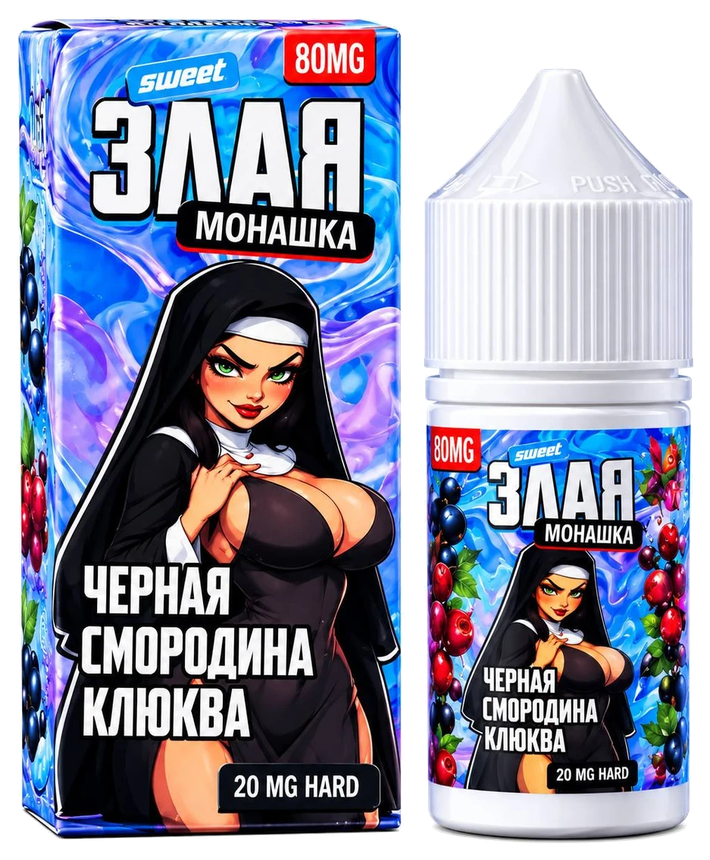 sweet
80MG
ЗЛАЯ
МОНАШКА
ЧЕРНАЯ
СМОРОДИНА
КЛЮКВА
20 MG HARD
PUSH
80MG
sweet
ЗЛАЯ
МОНАШКА
ЧЕРНАЯ
СМОРОДИНА
КЛЮКВА
20 MG HARD